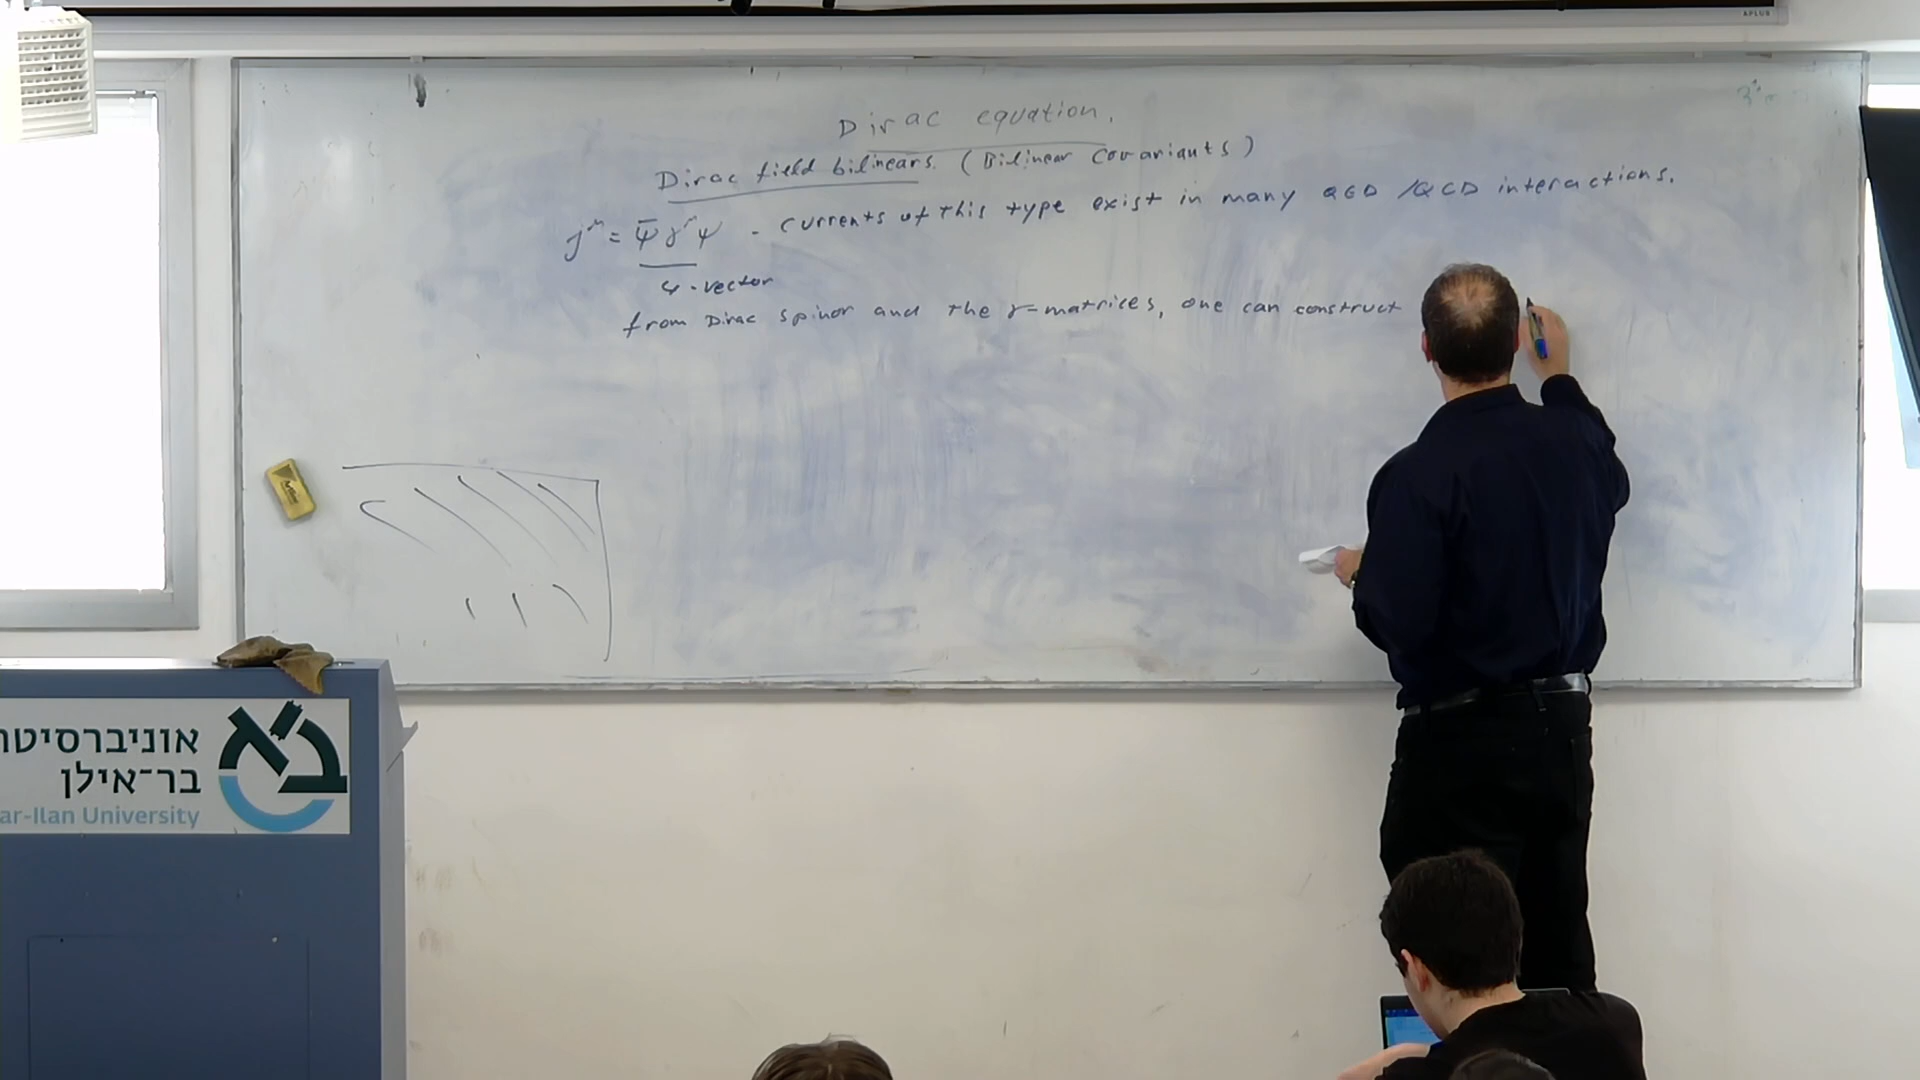 APLUS
Dirac equation.
Dirac field bilinears. (Bilinear Covariants)
j^μ = ψ̄ γ^μ ψ - currents of this type exist in many QED/QCD interactions.
4-vector
from Dirac spinor and the γ-matrices, one can construct
אוניברסיטת
בר־אילן
ar-Ilan University